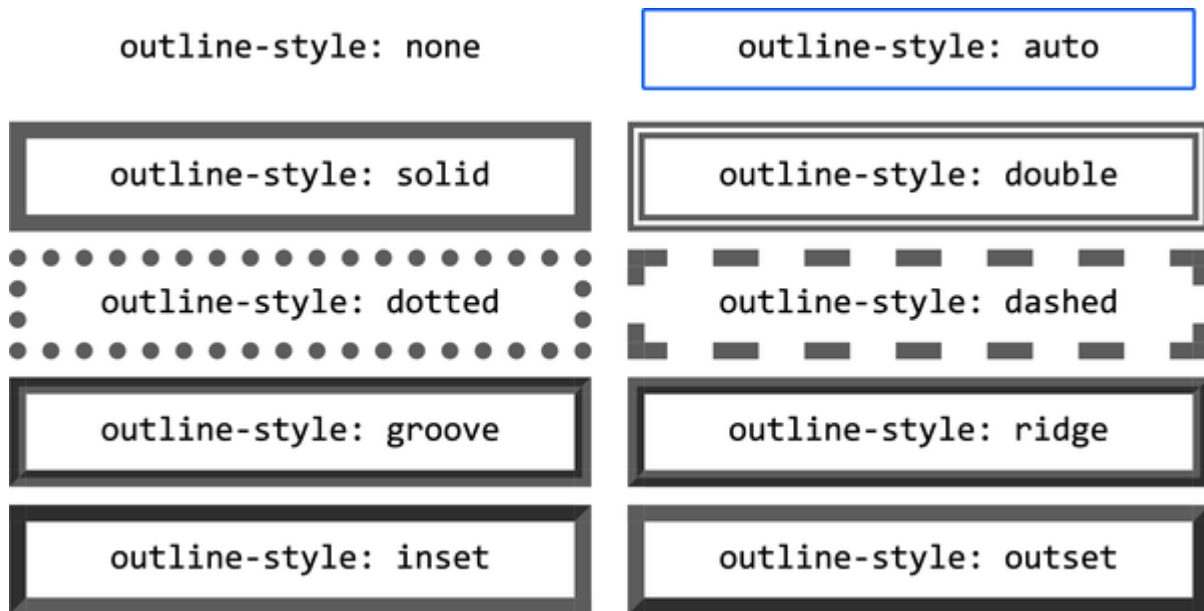 outline-style: none
outline-style: auto
outline-style: solid
outline-style: double
outline-style: dotted
outline-style: dashed
outline-style: groove
outline-style: ridge
outline-style: inset
outline-style: outset